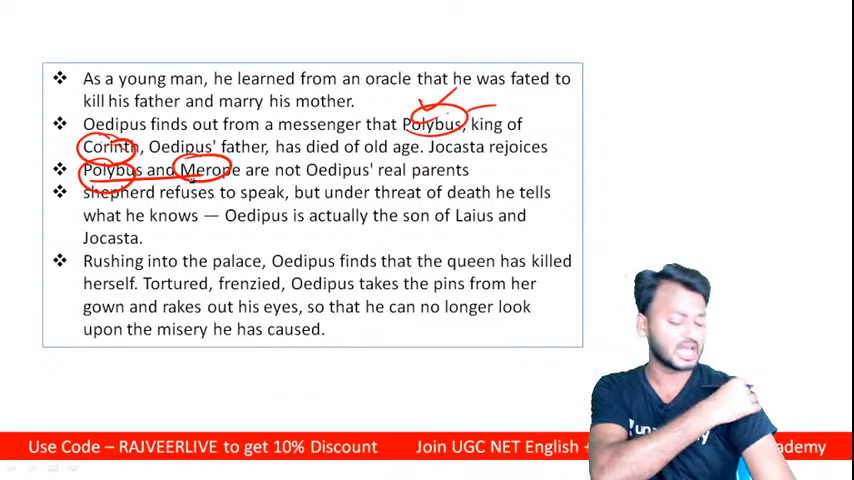 ❖ As a young man, he learned from an oracle that he was fated to
kill his father and marry his mother.
❖ Oedipus finds out from a messenger that Polybus, king of
Corinth, Oedipus' father, has died of old age. Jocasta rejoices
❖ Polybus and Merope are not Oedipus' real parents
❖ shepherd refuses to speak, but under threat of death he tells
what he knows — Oedipus is actually the son of Laius and
Jocasta.
❖ Rushing into the palace, Oedipus finds that the queen has killed
herself. Tortured, frenzied, Oedipus takes the pins from her
gown and rakes out his eyes, so that he can no longer look
upon the misery he has caused.
Use Code – RAJVEERLIVE to get 10% Discount Join UGC NET English +